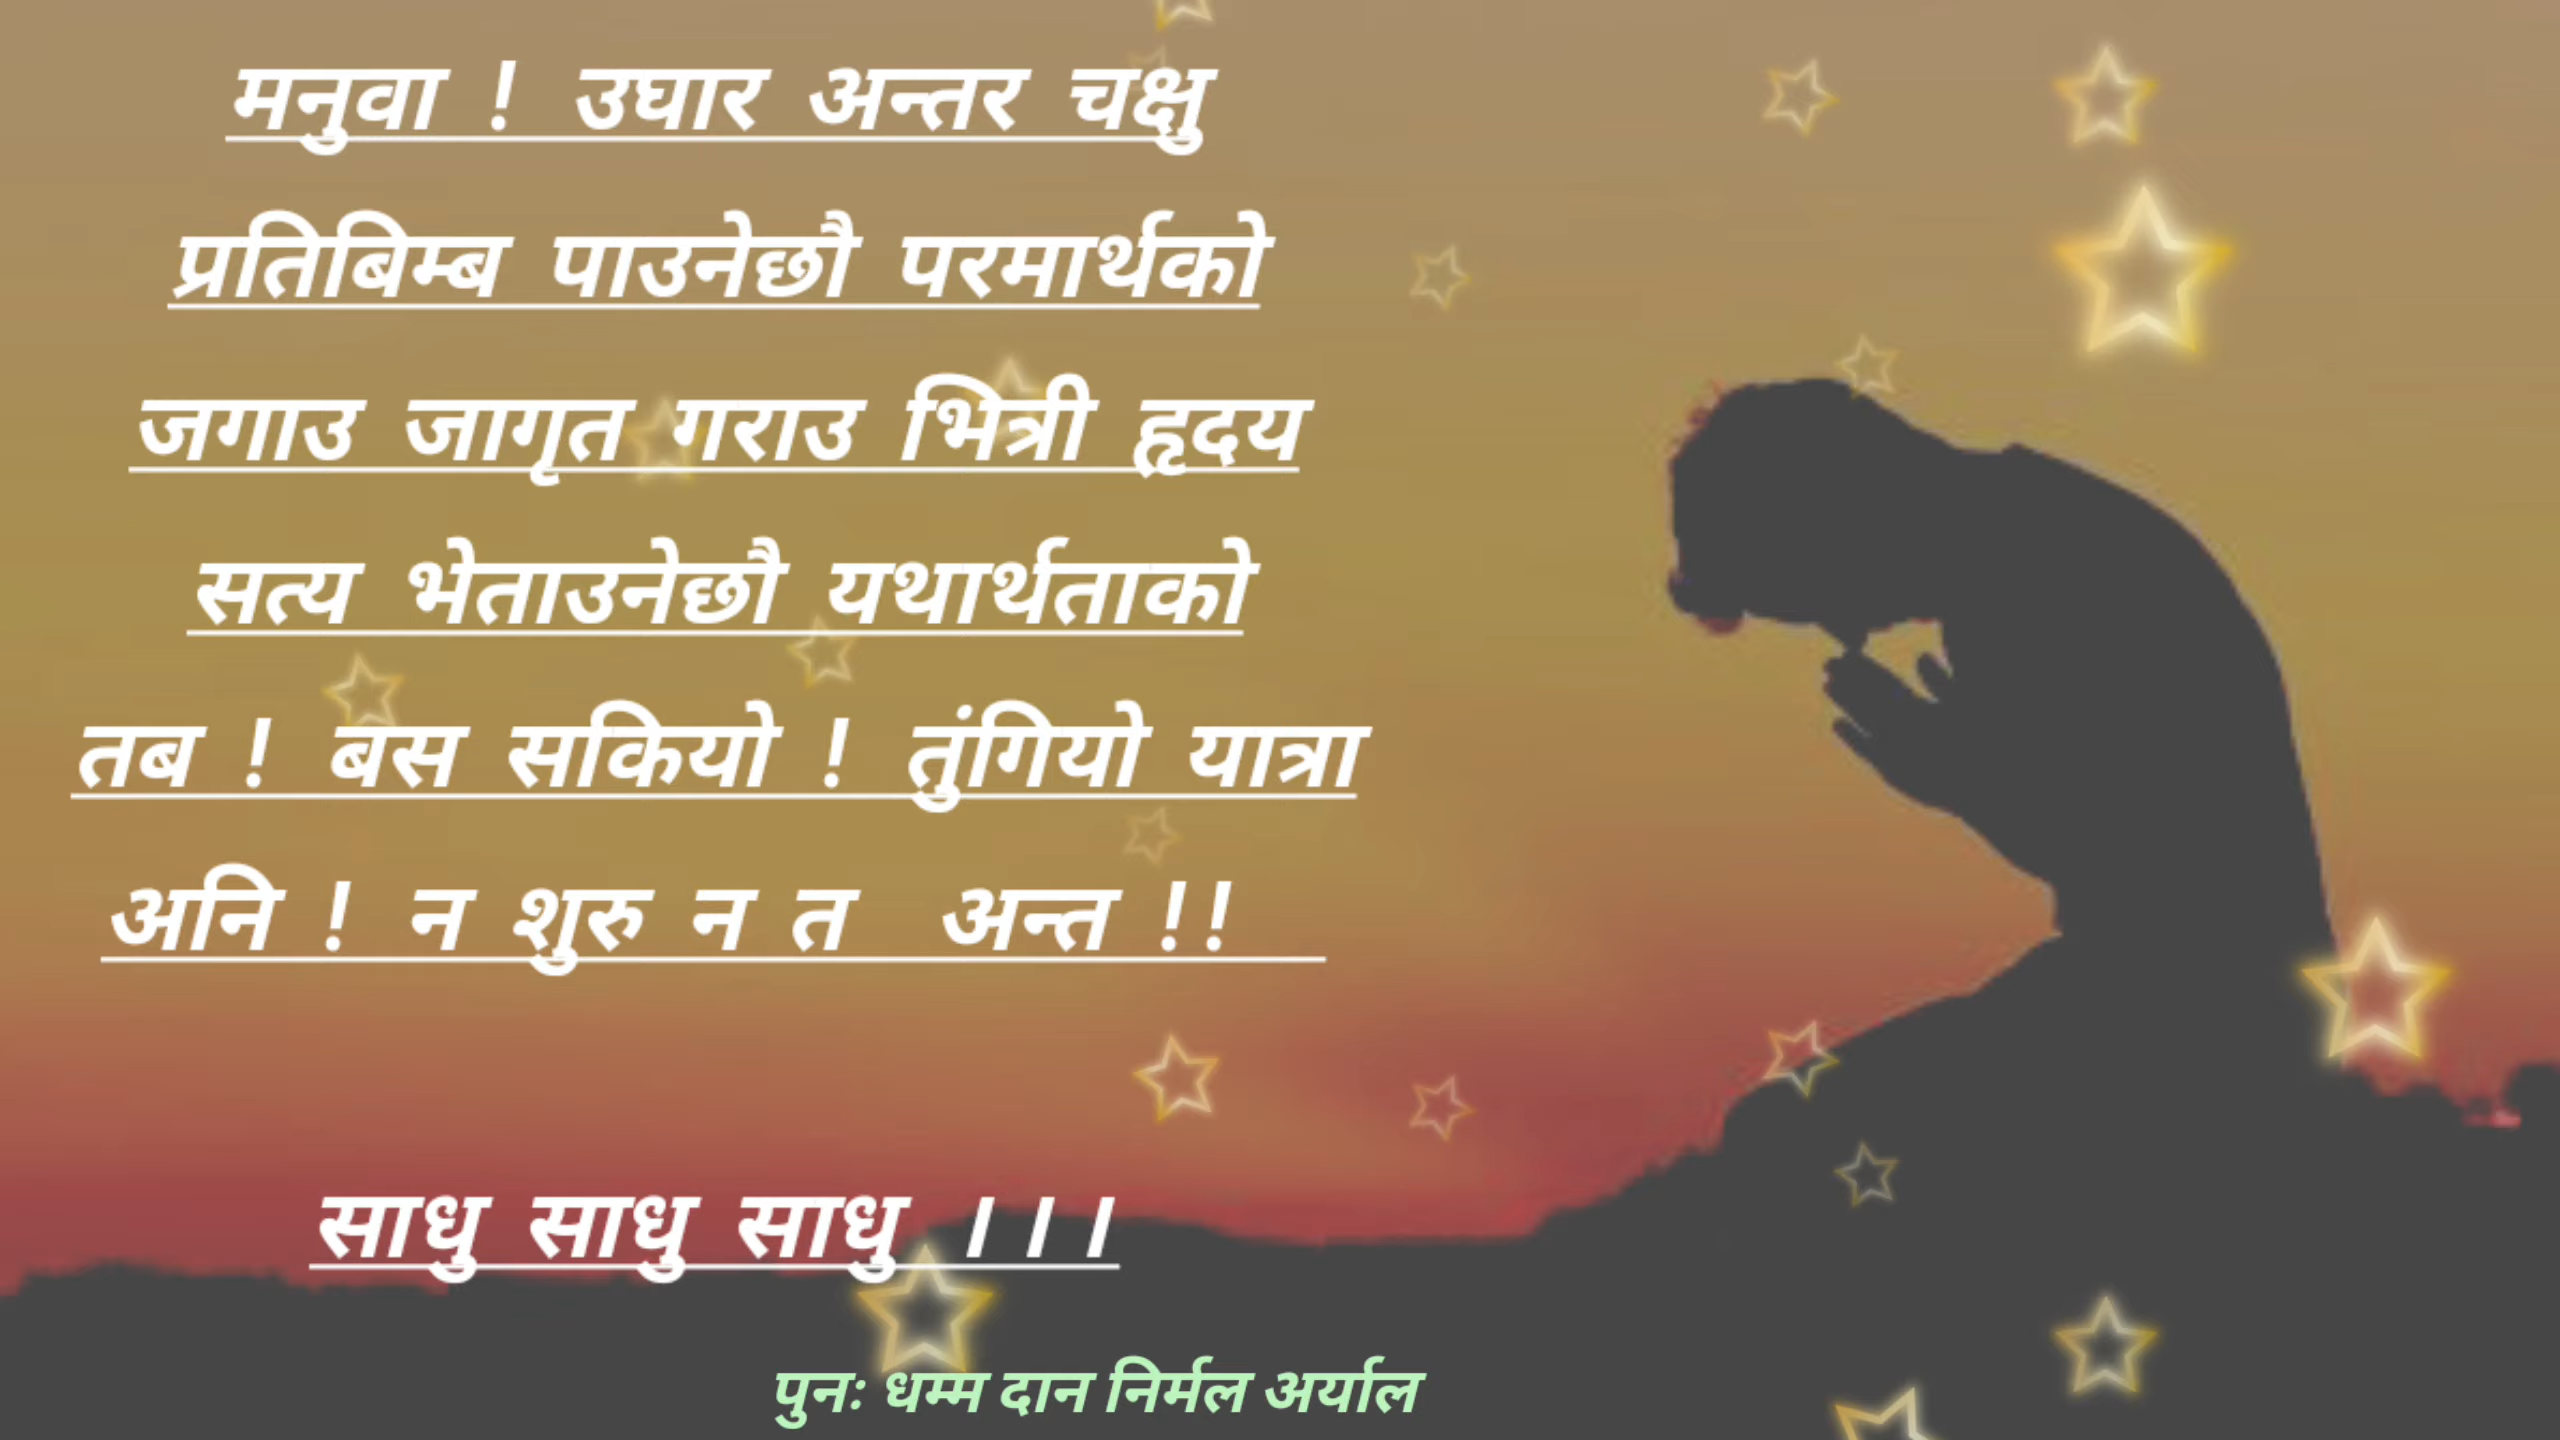 मनुवा ! उघार अन्तर चक्षु
प्रतिबिम्ब पाउनेछौ परमार्थको
जगाउ जागृत गराउ भित्री हृदय
सत्य भेताउनेछौ यथार्थताको
तब ! बस सकियो ! तुंगियो यात्रा
अनि ! न शुरु न त अन्त !!
साधु साधु साधु ।।।
पुनः धम्म दान निर्मल अर्याल